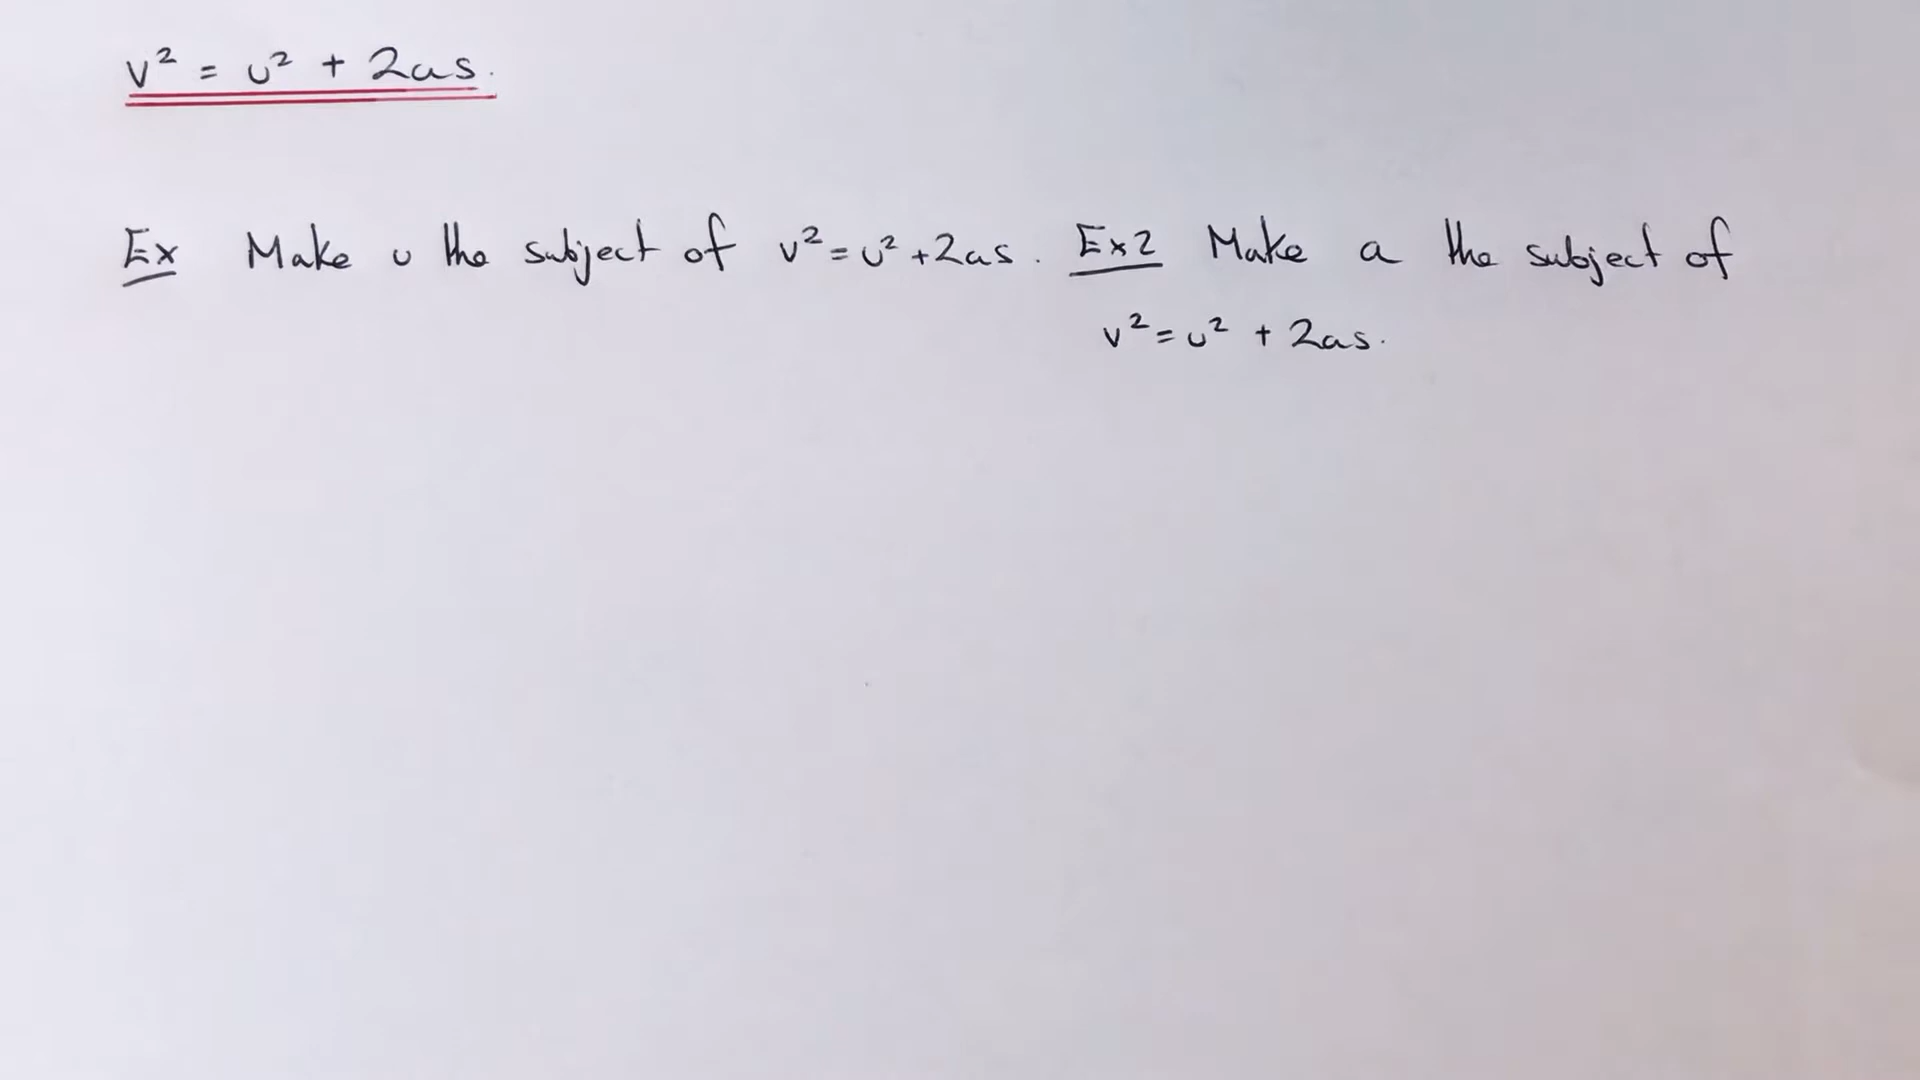 v² = u² + 2as.
Ex Make u the subject of v²=u²+2as.
Ex2 Make a the subject of
v²=u² + 2as.